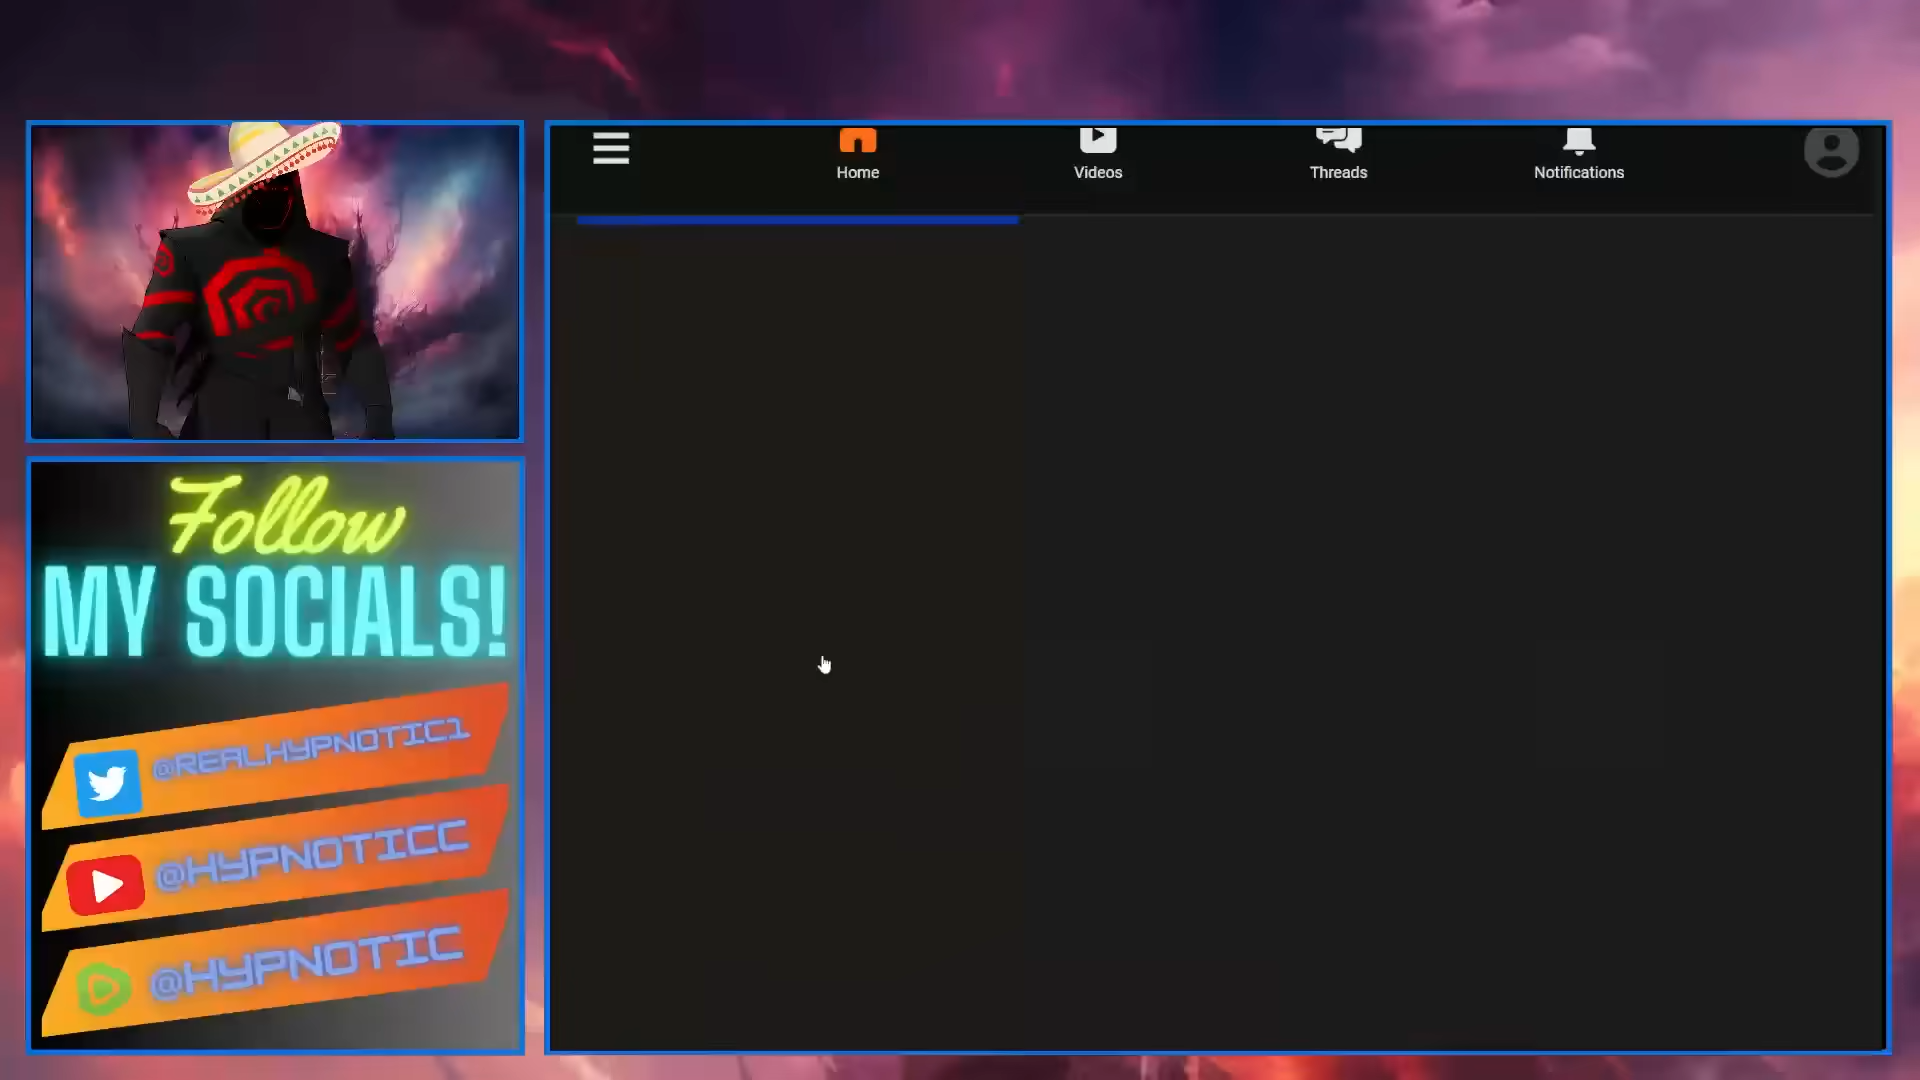 Home
Videos
Threads
Notifications
Follow
MY SOCIALS!
@REALHYPNOTIC1
@HYPNOTICC
@HYPNOTIC